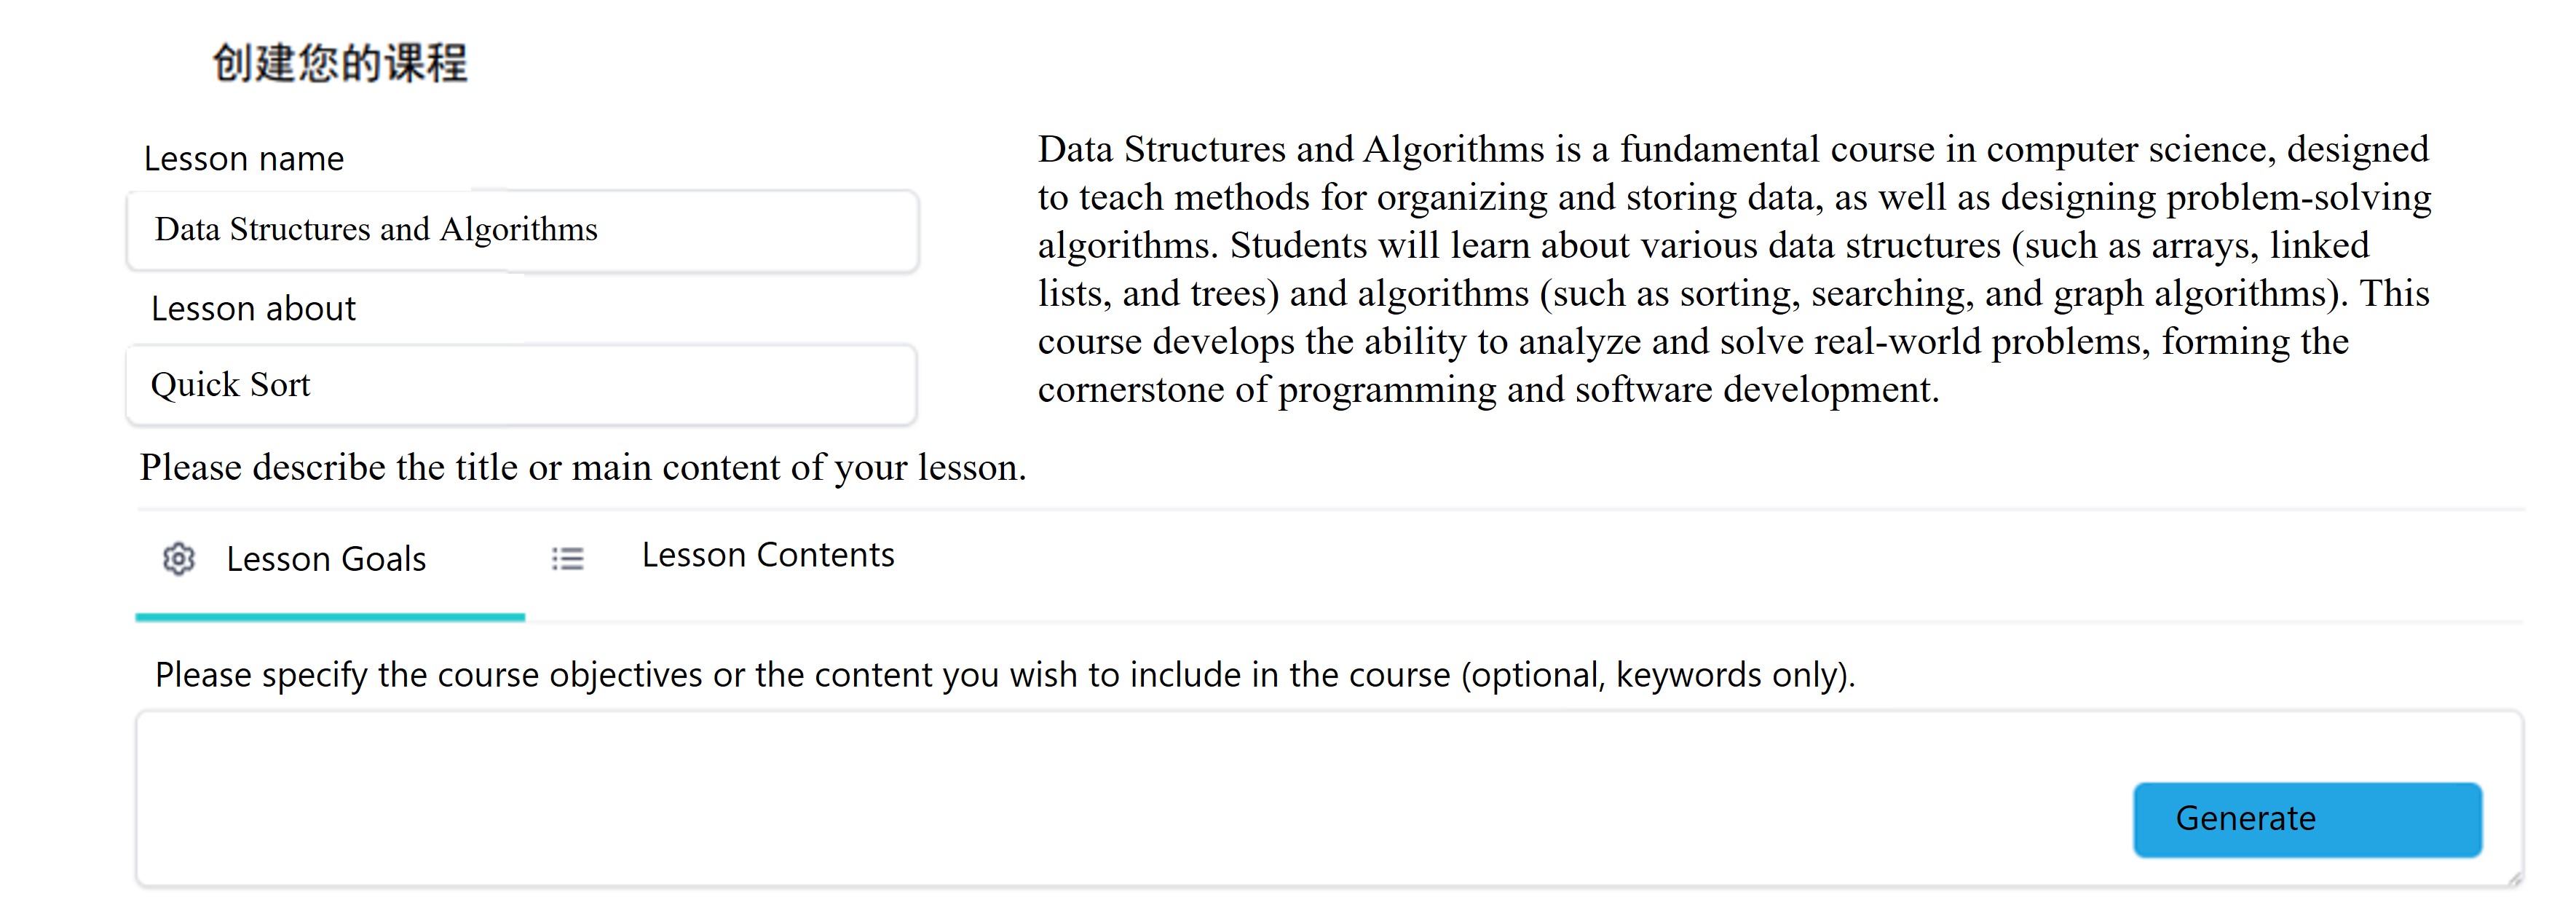 创建您的课程
Lesson name
Data Structures and Algorithms
Lesson about
Quick Sort
Please describe the title or main content of your lesson.
Data Structures and Algorithms is a fundamental course in computer science, designed
to teach methods for organizing and storing data, as well as designing problem-solving
algorithms. Students will learn about various data structures (such as arrays, linked
lists, and trees) and algorithms (such as sorting, searching, and graph algorithms). This
course develops the ability to analyze and solve real-world problems, forming the
cornerstone of programming and software development.
Lesson Goals
Lesson Contents
Please specify the course objectives or the content you wish to include in the course (optional, keywords only).
Generate